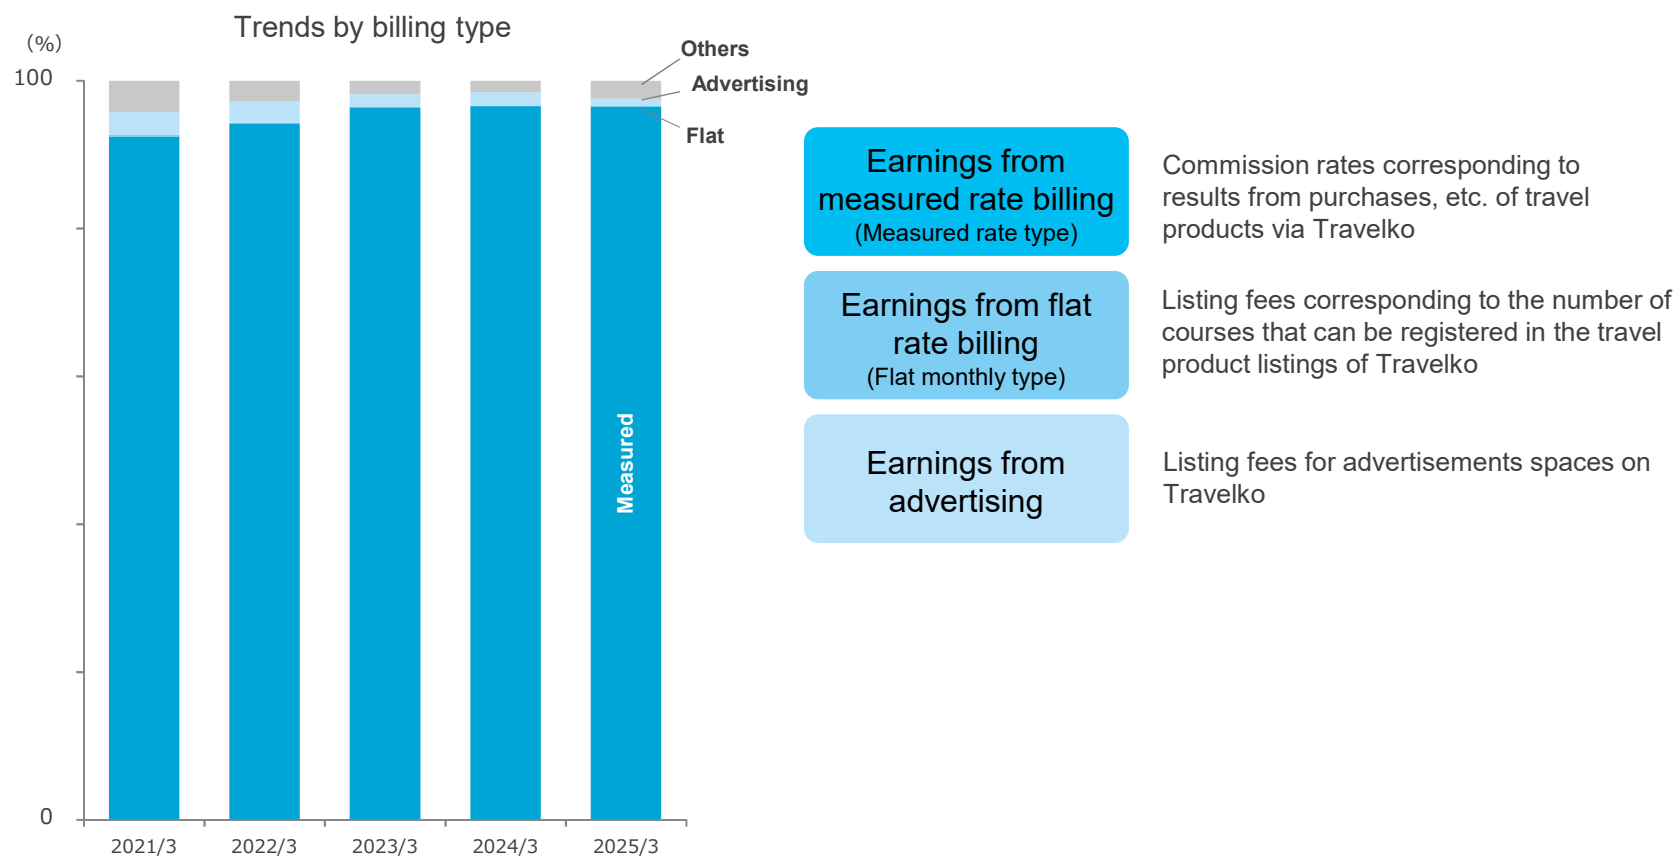 Trends by billing type
(%)
100
0
2021/3
2022/3
2023/3
2024/3
2025/3
Others
Advertising
Flat
Measured
Earnings from
measured rate billing
(Measured rate type)
Commission rates corresponding to
results from purchases, etc. of travel
products via Travelko
Earnings from flat
rate billing
(Flat monthly type)
Listing fees corresponding to the number of
courses that can be registered in the travel
product listings of Travelko
Earnings from
advertising
Listing fees for advertisements spaces on
Travelko